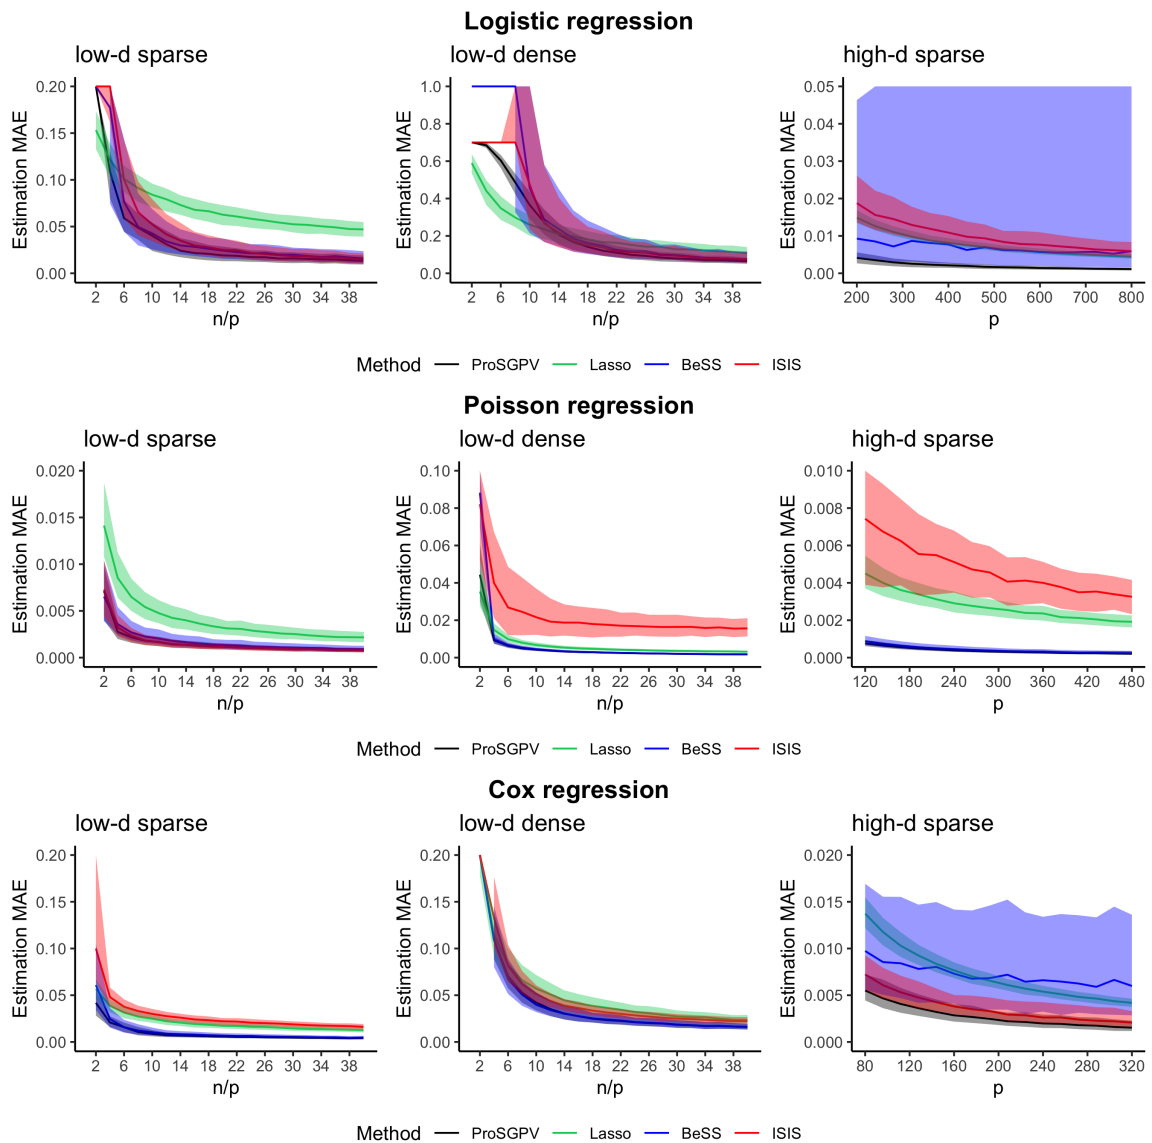 Logistic regression
low-d sparse
low-d dense
high-d sparse
Estimation MAE
0.20
0.15
0.10
0.05
0.00
2 6 10 14 18 22 26 30 34 38
n/p
Estimation MAE
1.0
0.8
0.6
0.4
0.2
0.0
2 6 10 14 18 22 26 30 34 38
n/p
Estimation MAE
0.05
0.04
0.03
0.02
0.01
0.00
200 300 400 500 600 700 800
p
Method ProSGPV Lasso BeSS ISIS
Poisson regression
low-d sparse
low-d dense
high-d sparse
Estimation MAE
0.020
0.015
0.010
0.005
0.000
2 6 10 14 18 22 26 30 34 38
n/p
Estimation MAE
0.10
0.08
0.06
0.04
0.02
0.00
2 6 10 14 18 22 26 30 34 38
n/p
Estimation MAE
0.010
0.008
0.006
0.004
0.002
0.000
120 180 240 300 360 420 480
p
Method ProSGPV Lasso BeSS ISIS
Cox regression
low-d sparse
low-d dense
high-d sparse
Estimation MAE
0.20
0.15
0.10
0.05
0.00
2 6 10 14 18 22 26 30 34 38
n/p
Estimation MAE
0.20
0.15
0.10
0.05
0.00
2 6 10 14 18 22 26 30 34 38
n/p
Estimation MAE
0.020
0.015
0.010
0.005
0.000
80 120 160 200 240 280 320
p
Method ProSGPV Lasso BeSS ISIS